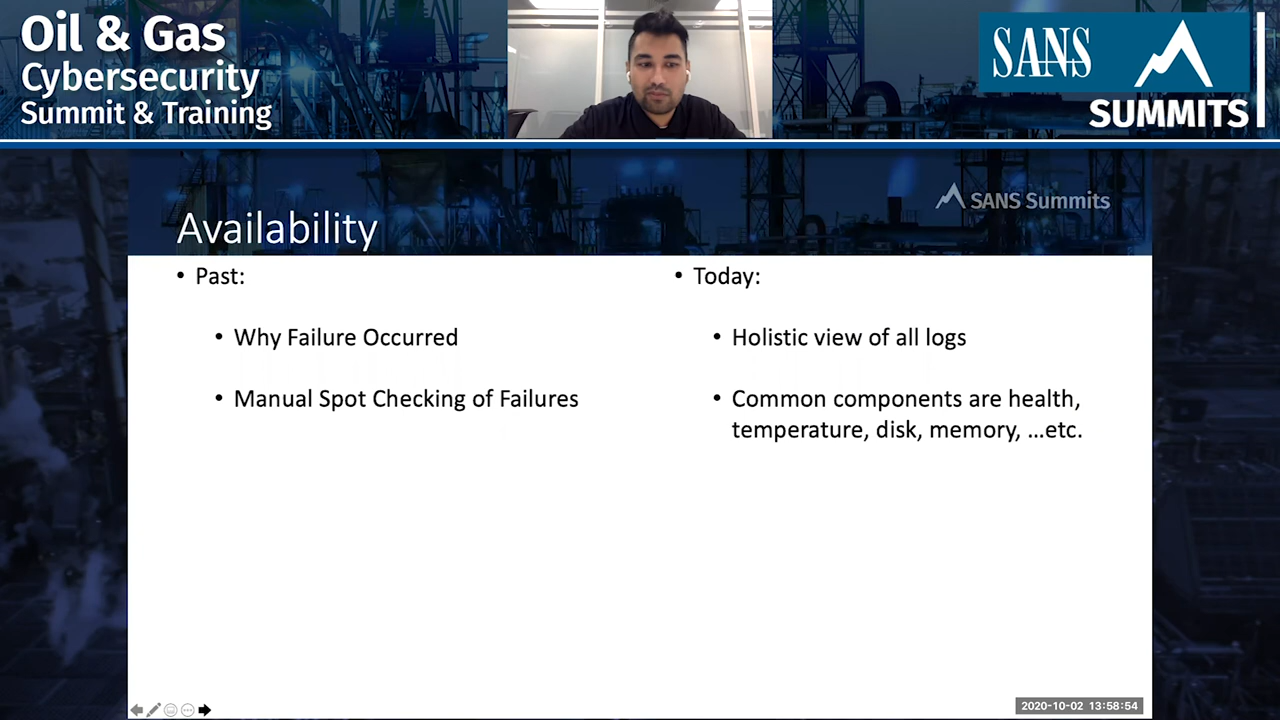 Oil & Gas
Cybersecurity
Summit & Training
SANS
SUMMITS
SANS Summits
Availability
• Past:
• Why Failure Occurred
• Manual Spot Checking of Failures
• Today:
• Holistic view of all logs
• Common components are health,
temperature, disk, memory, ...etc.
2020-10-02 13:58:54